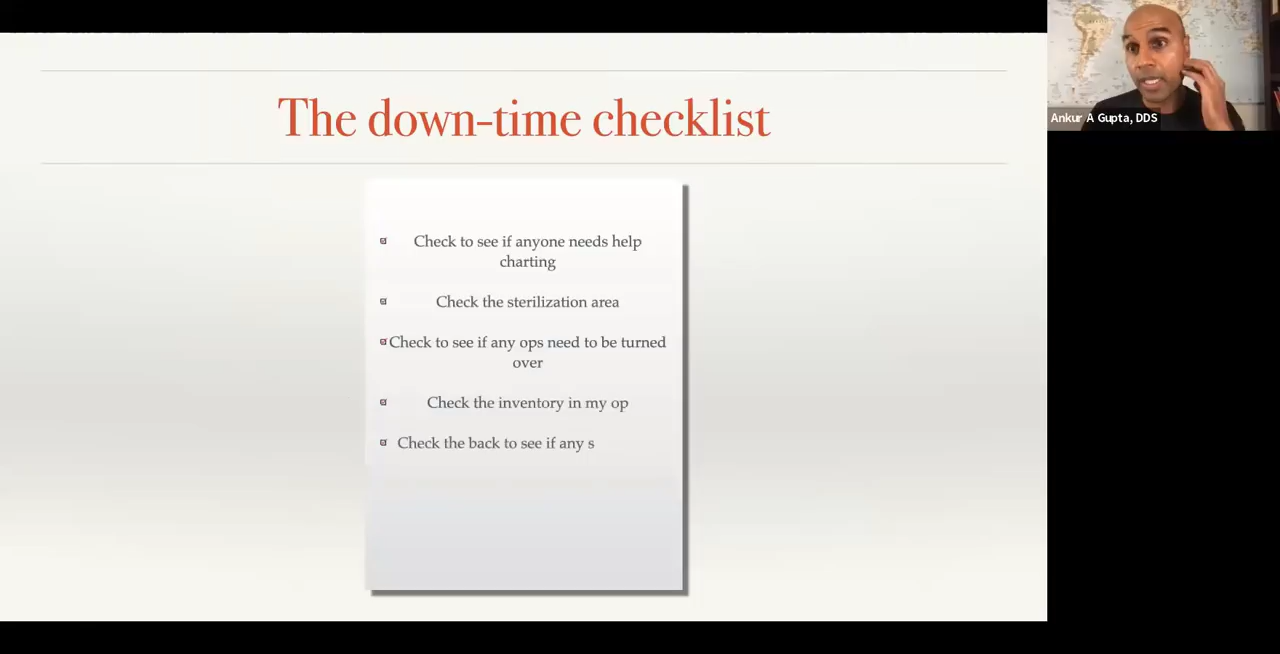 The down-time checklist
Check to see if anyone needs help
charting
Check the sterilization area
Check to see if any ops need to be turned
over
Check the inventory in my op
Check the back to see if any s
Ankur A Gupta, DDS